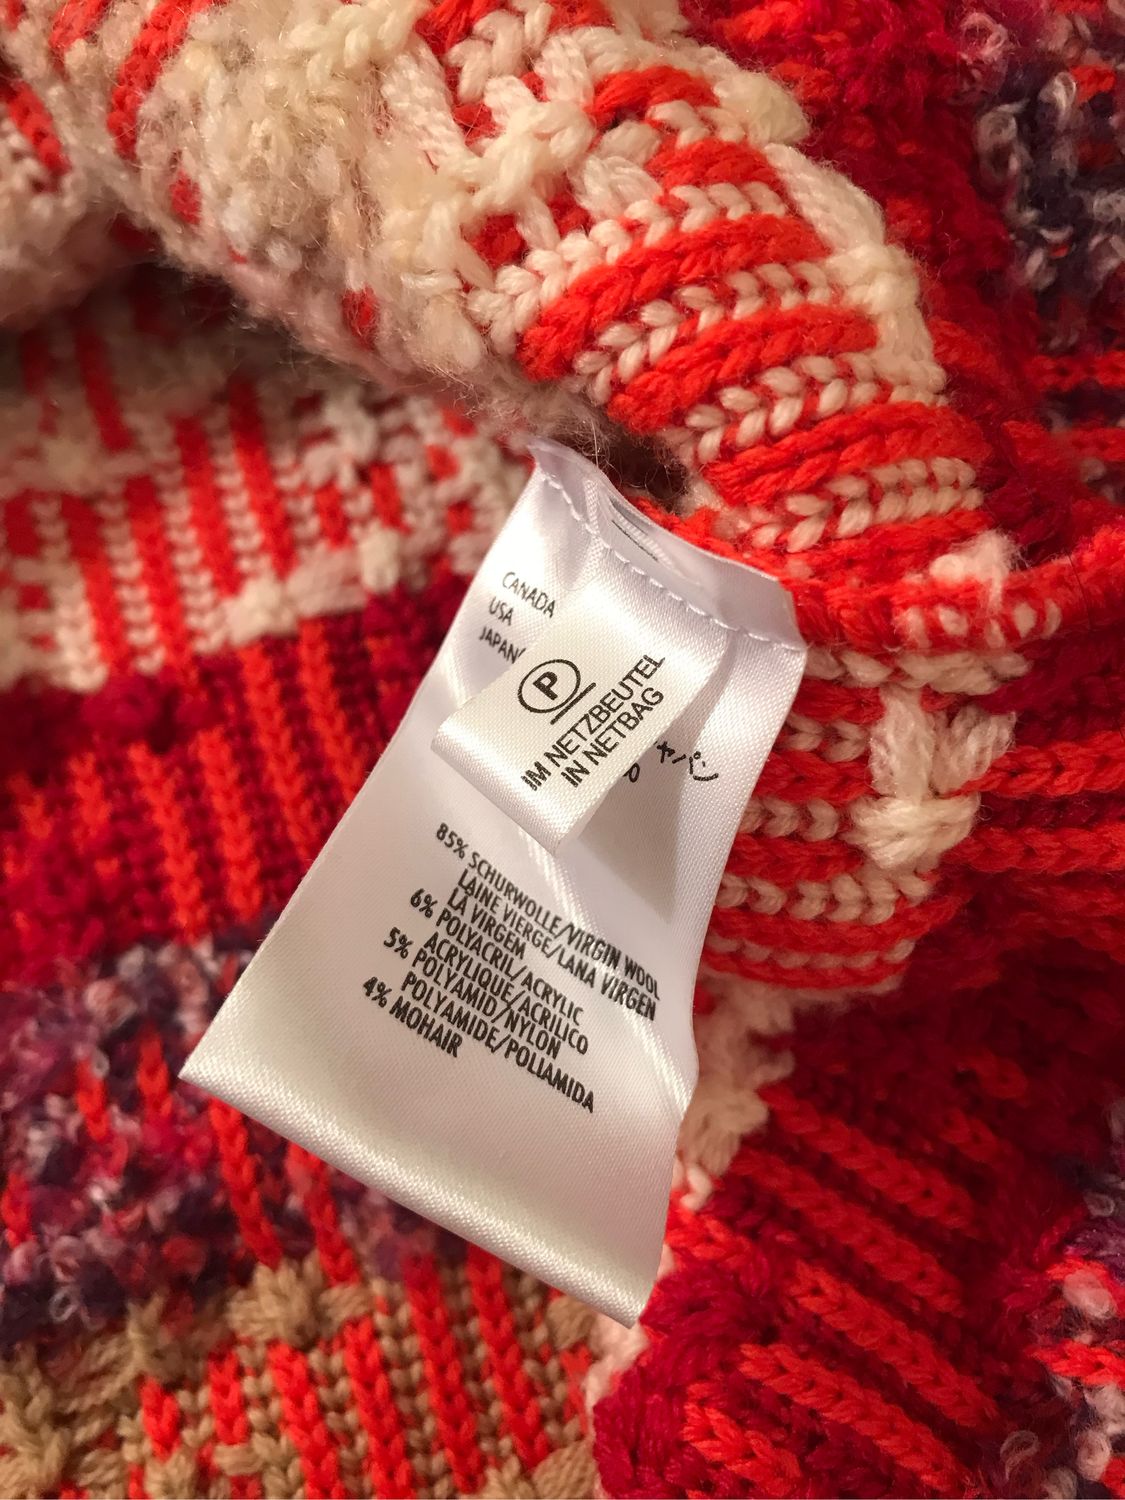 CANADA
USA
JAPAN/
P
IM NETZBEUTEL
IN NETBAG
85% SCHURWOLLE/VIRGIN WOOL
LAINE VIERGE/LANA VIRGEN
LÃ VIRGEM
6% POLYACRIL/ACRYLIC
ACRYLIQUE/ACRILICO
5% POLYAMID/NYLON
POLYAMIDE/POLIAMIDA
4% MOHAIR